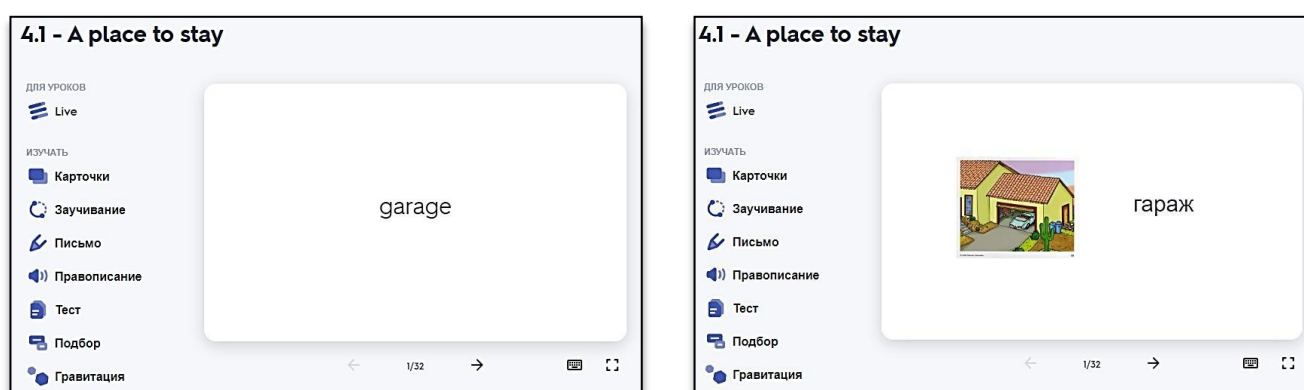 4.1 - A place to stay
ДЛЯ УРОКОВ
Live
ИЗУЧАТЬ
Карточки
Заучивание
Письмо
Правописание
Тест
Подбор
Гравитация
garage
1/32
4.1 - A place to stay
ДЛЯ УРОКОВ
Live
ИЗУЧАТЬ
Карточки
Заучивание
Письмо
Правописание
Тест
Подбор
Гравитация
гараж
1/32